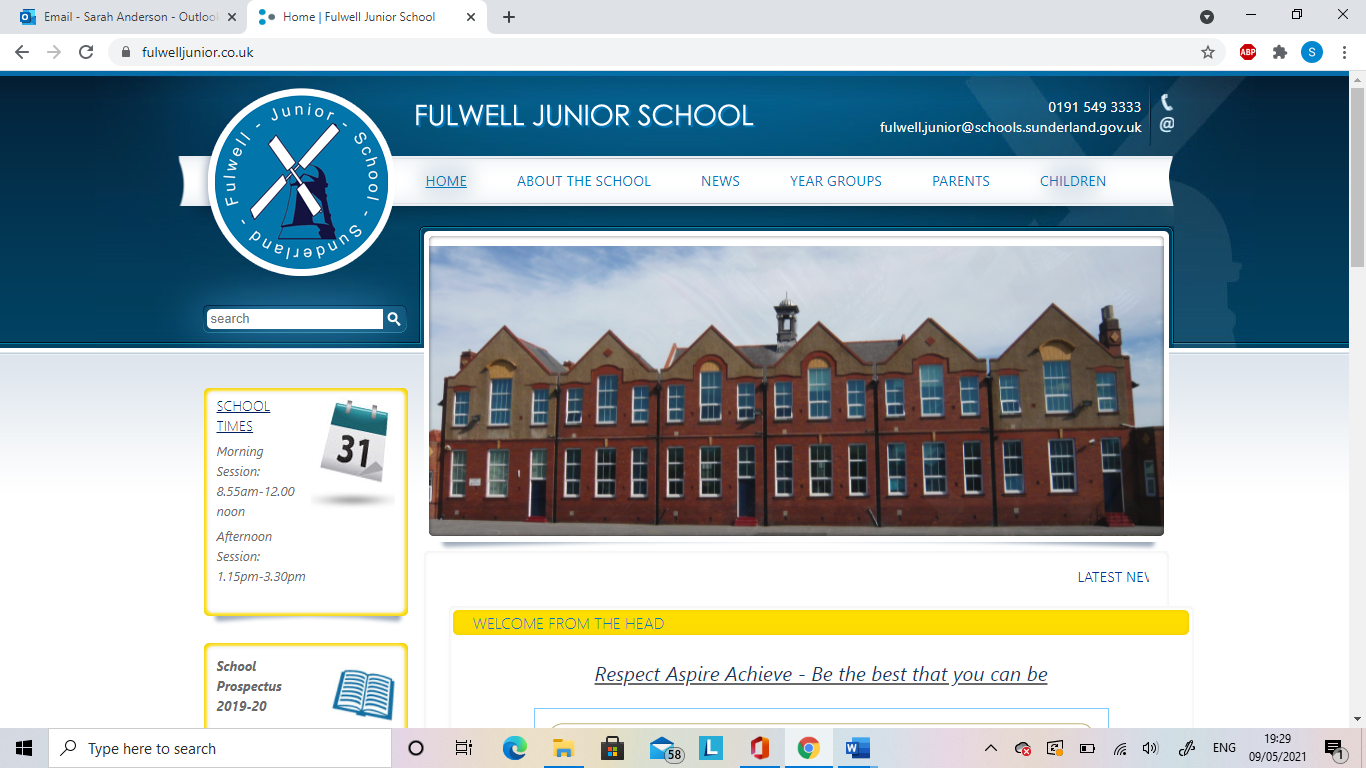 Email - Sarah Anderson - Outloo
Home | Fulwell Junior School
fulwelljunior.co.uk
ABP
S
Fulwell - Junior - School - Sunderland -
FULWELL JUNIOR SCHOOL
0191 549 3333
@
fulwell.junior@schools.sunderland.gov.uk
HOME
ABOUT THE SCHOOL
NEWS
YEAR GROUPS
PARENTS
CHILDREN
search
SCHOOL
TIMES
31
Morning
Session:
8.55am-12.00
noon
Afternoon
Session:
1.15pm-3.30pm
LATEST NEW
WELCOME FROM THE HEAD
School
Prospectus
2019-20
Respect Aspire Achieve - Be the best that you can be
Type here to search
58
L
W
ENG
19:29
09/05/2021
1